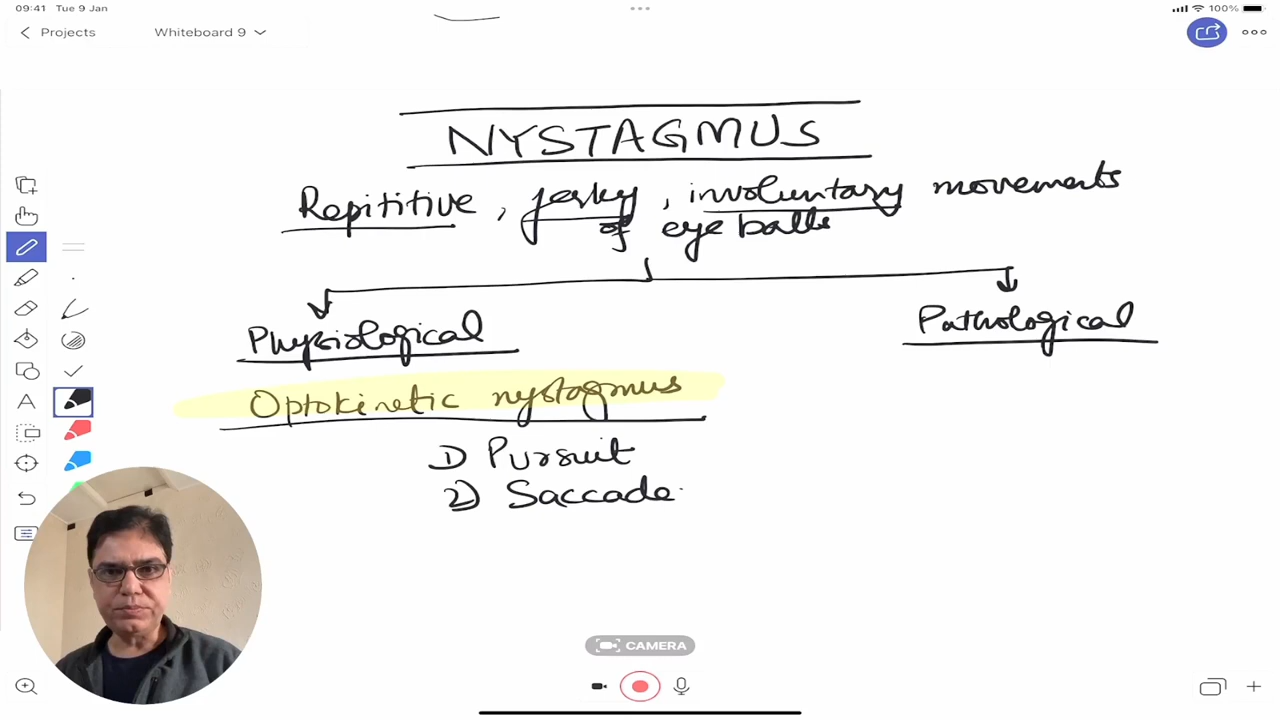 09:41 Tue 9 Jan
100%
Projects
Whiteboard 9
NYSTAGMUS
Repititive, jerky, involuntary movements
of eye balls
Physiological
Pathological
Optokinetic nystagmus
1) Pursuit
2) Saccade
A
CAMERA